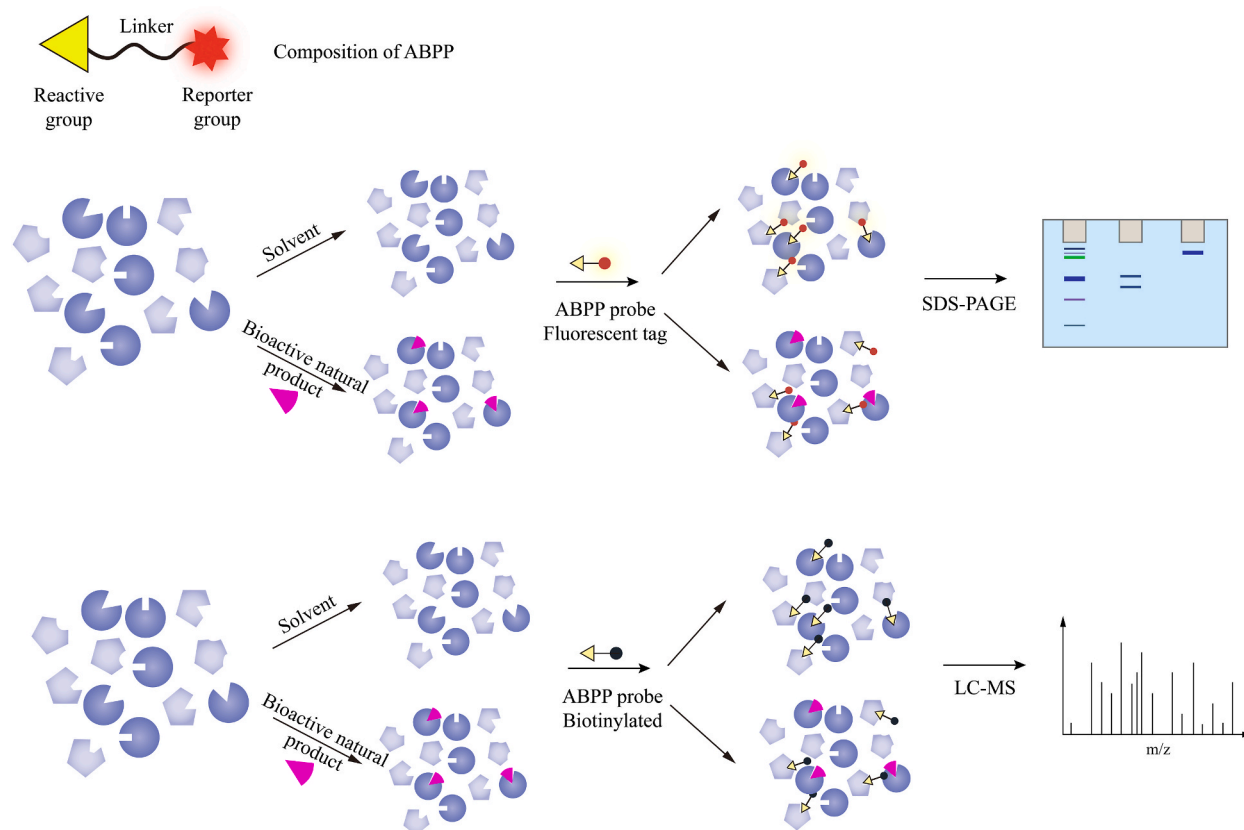 Linker
Composition of ABPP
Reactive
group
Reporter
group
Solvent
Bioactive natural
product
ABPP probe
Fluorescent tag
SDS-PAGE
Solvent
Bioactive natural
product
ABPP probe
Biotinylated
LC-MS
m/z